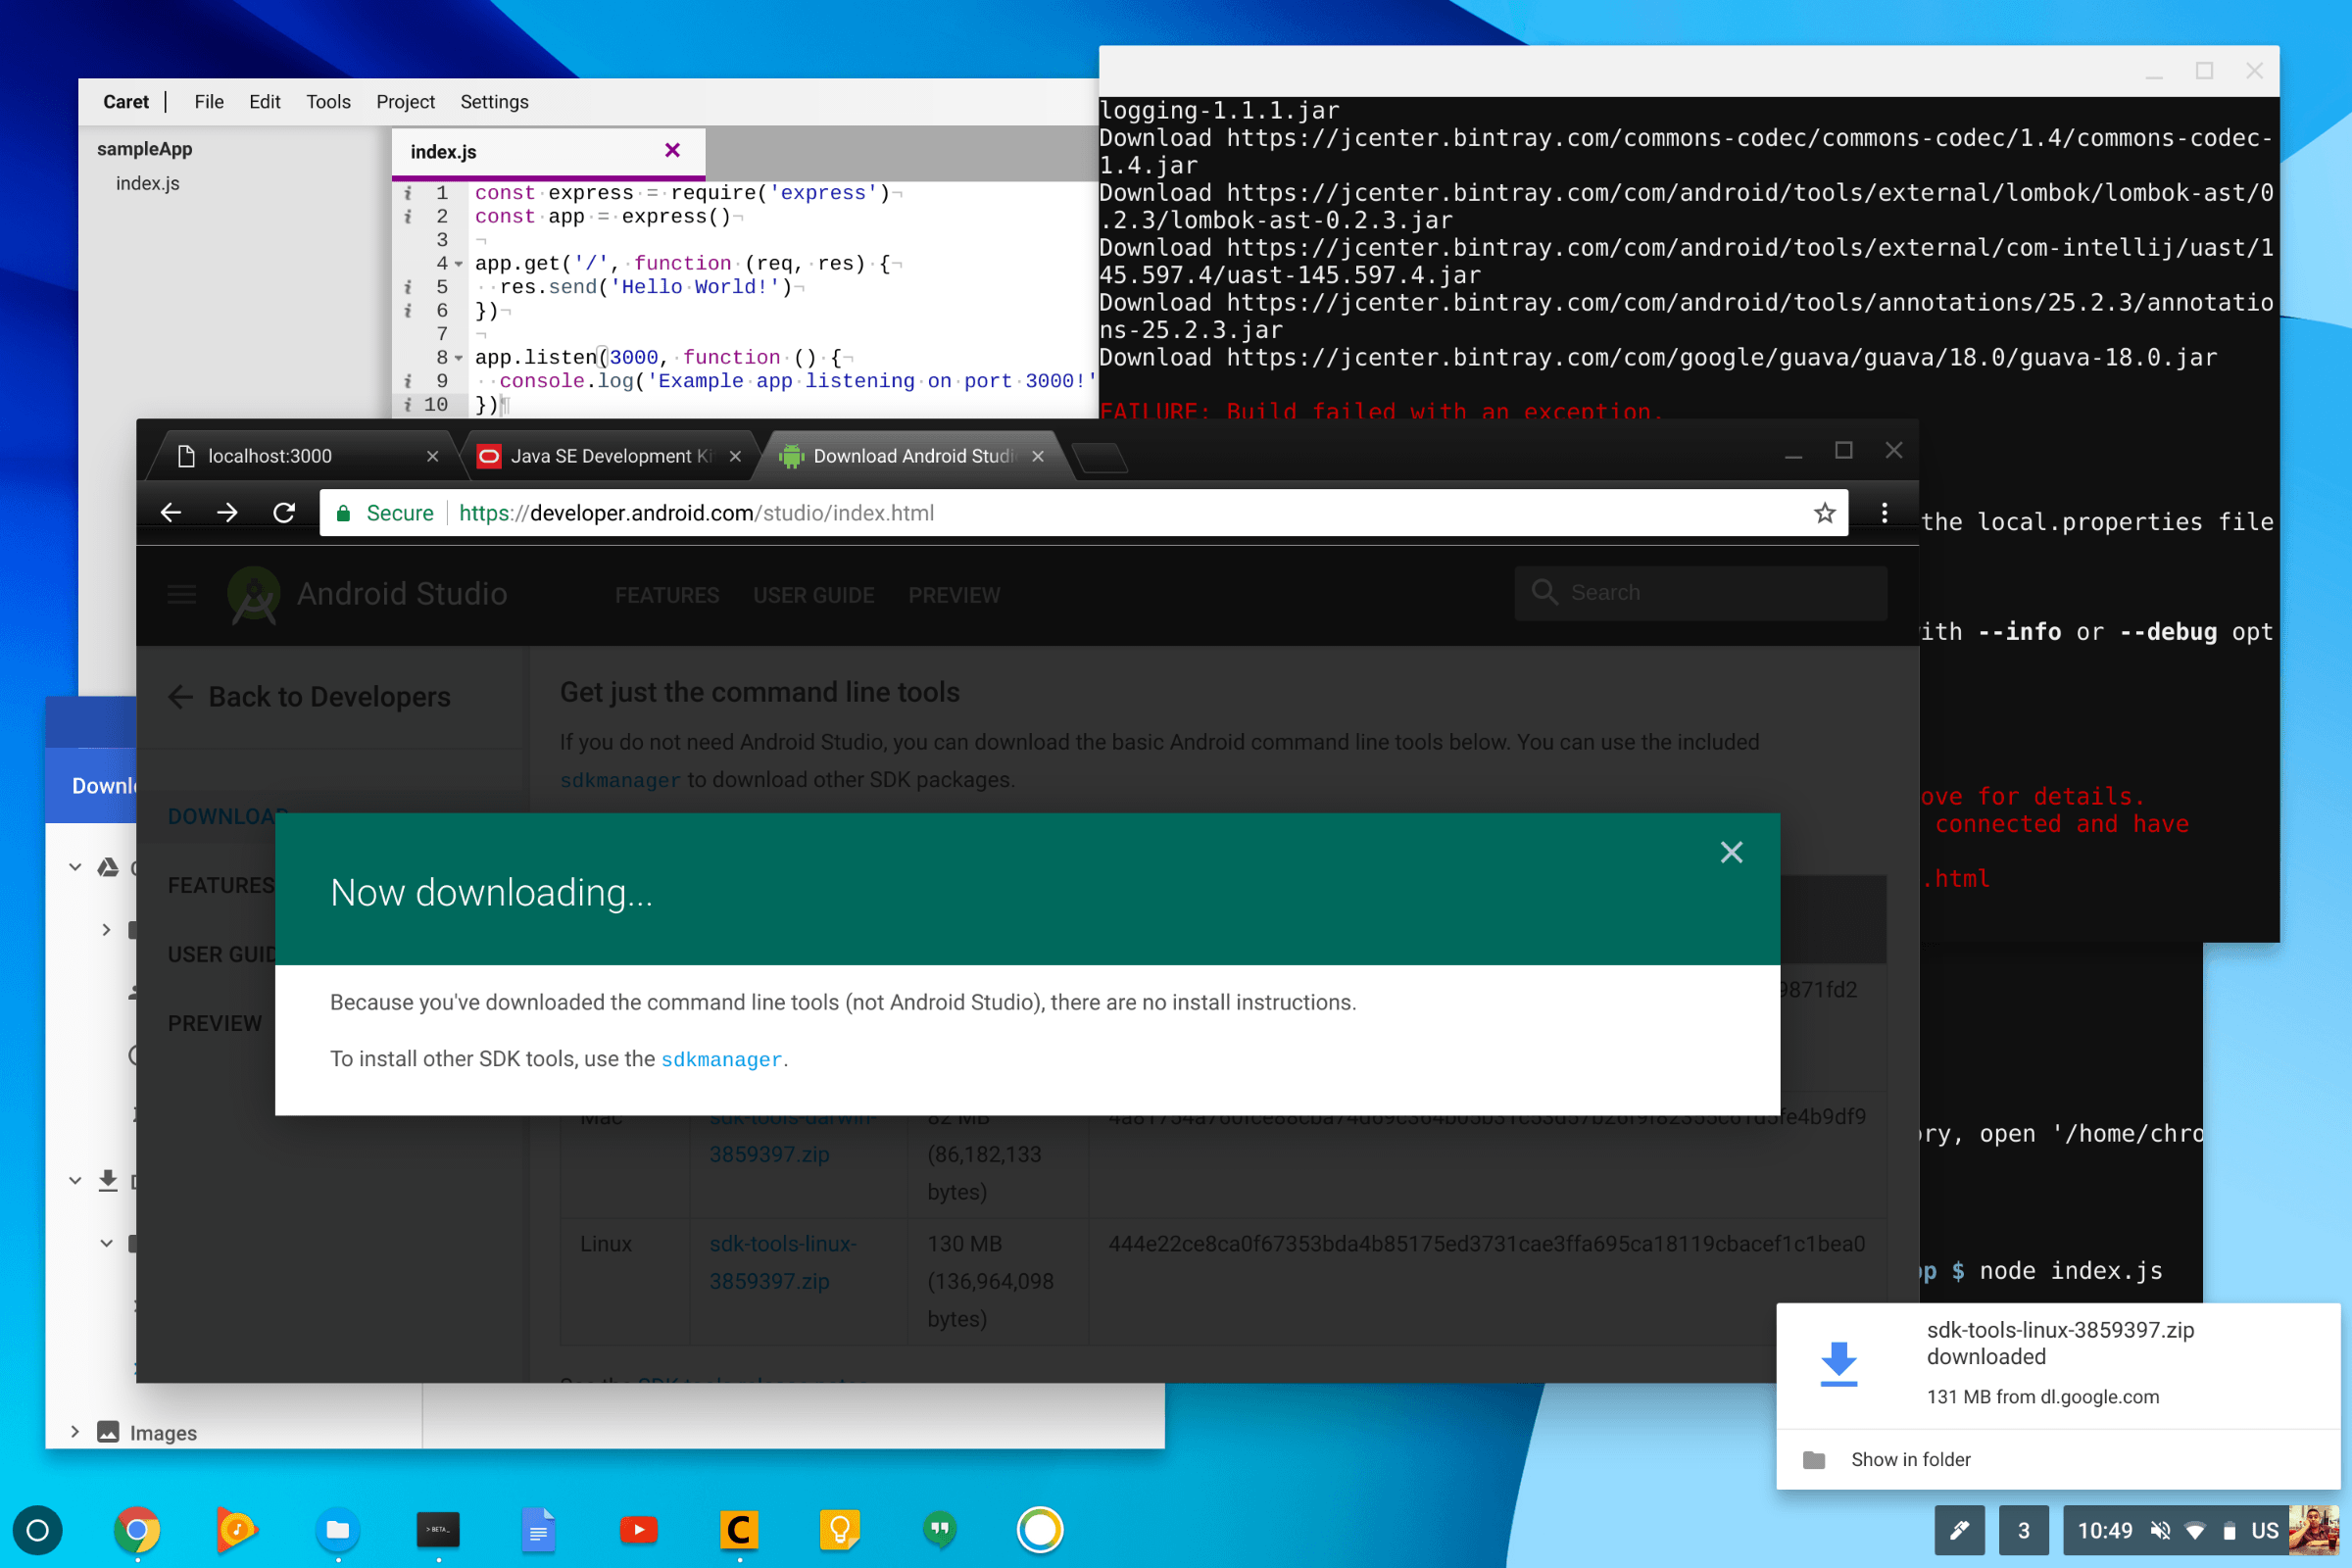 Caret
File Edit Tools Project Settings
sampleApp
index.js
index.js
1 const express = require('express')
2 const app = express()
3
4 app.get('/', function (req, res) {
5 res.send('Hello World!')
6 })
7
8 app.listen(3000, function () {
9 console.log('Example app listening on port 3000!'
10 })
logging-1.1.1.jar
Download https://jcenter.bintray.com/commons-codec/commons-codec/1.4/commons-codec-
1.4.jar
Download https://jcenter.bintray.com/com/android/tools/external/lombok/lombok-ast/0
.2.3/lombok-ast-0.2.3.jar
Download https://jcenter.bintray.com/com/android/tools/external/com-intellij/uast/1
45.597.4/uast-145.597.4.jar
Download https://jcenter.bintray.com/com/android/tools/annotations/25.2.3/annotatio
ns-25.2.3.jar
Download https://jcenter.bintray.com/com/google/guava/guava/18.0/guava-18.0.jar
FAILURE: Build failed with an exception.
the local.properties file
ith --info or --debug opt
ove for details.
connected and have
.html
localhost:3000
Java SE Development Ki
Download Android Studi
Secure https://developer.android.com/studio/index.html
Android Studio
FEATURES USER GUIDE PREVIEW
Search
Back to Developers
DOWNLOAD
FEATURES
USER GUID
PREVIEW
Get just the command line tools
If you do not need Android Studio, you can download the basic Android command line tools below. You can use the included
sdkmanager to download other SDK packages.
Now downloading...
Because you've downloaded the command line tools (not Android Studio), there are no install instructions.
To install other SDK tools, use the sdkmanager.
9871fd2
Mac sdk-tools-darwin- 82 MB
3859397.zip (86,182,133
bytes)
Linux sdk-tools-linux- 130 MB 444e22ce8ca0f67353bda4b85175ed3731cae3ffa695ca18119cbacef1c1bea0
3859397.zip (136,964,098
bytes)
Downl
Images
ory, open '/home/chro
pp $ node index.js
sdk-tools-linux-3859397.zip
downloaded
131 MB from dl.google.com
Show in folder
> BETA_
C
3
10:49
US